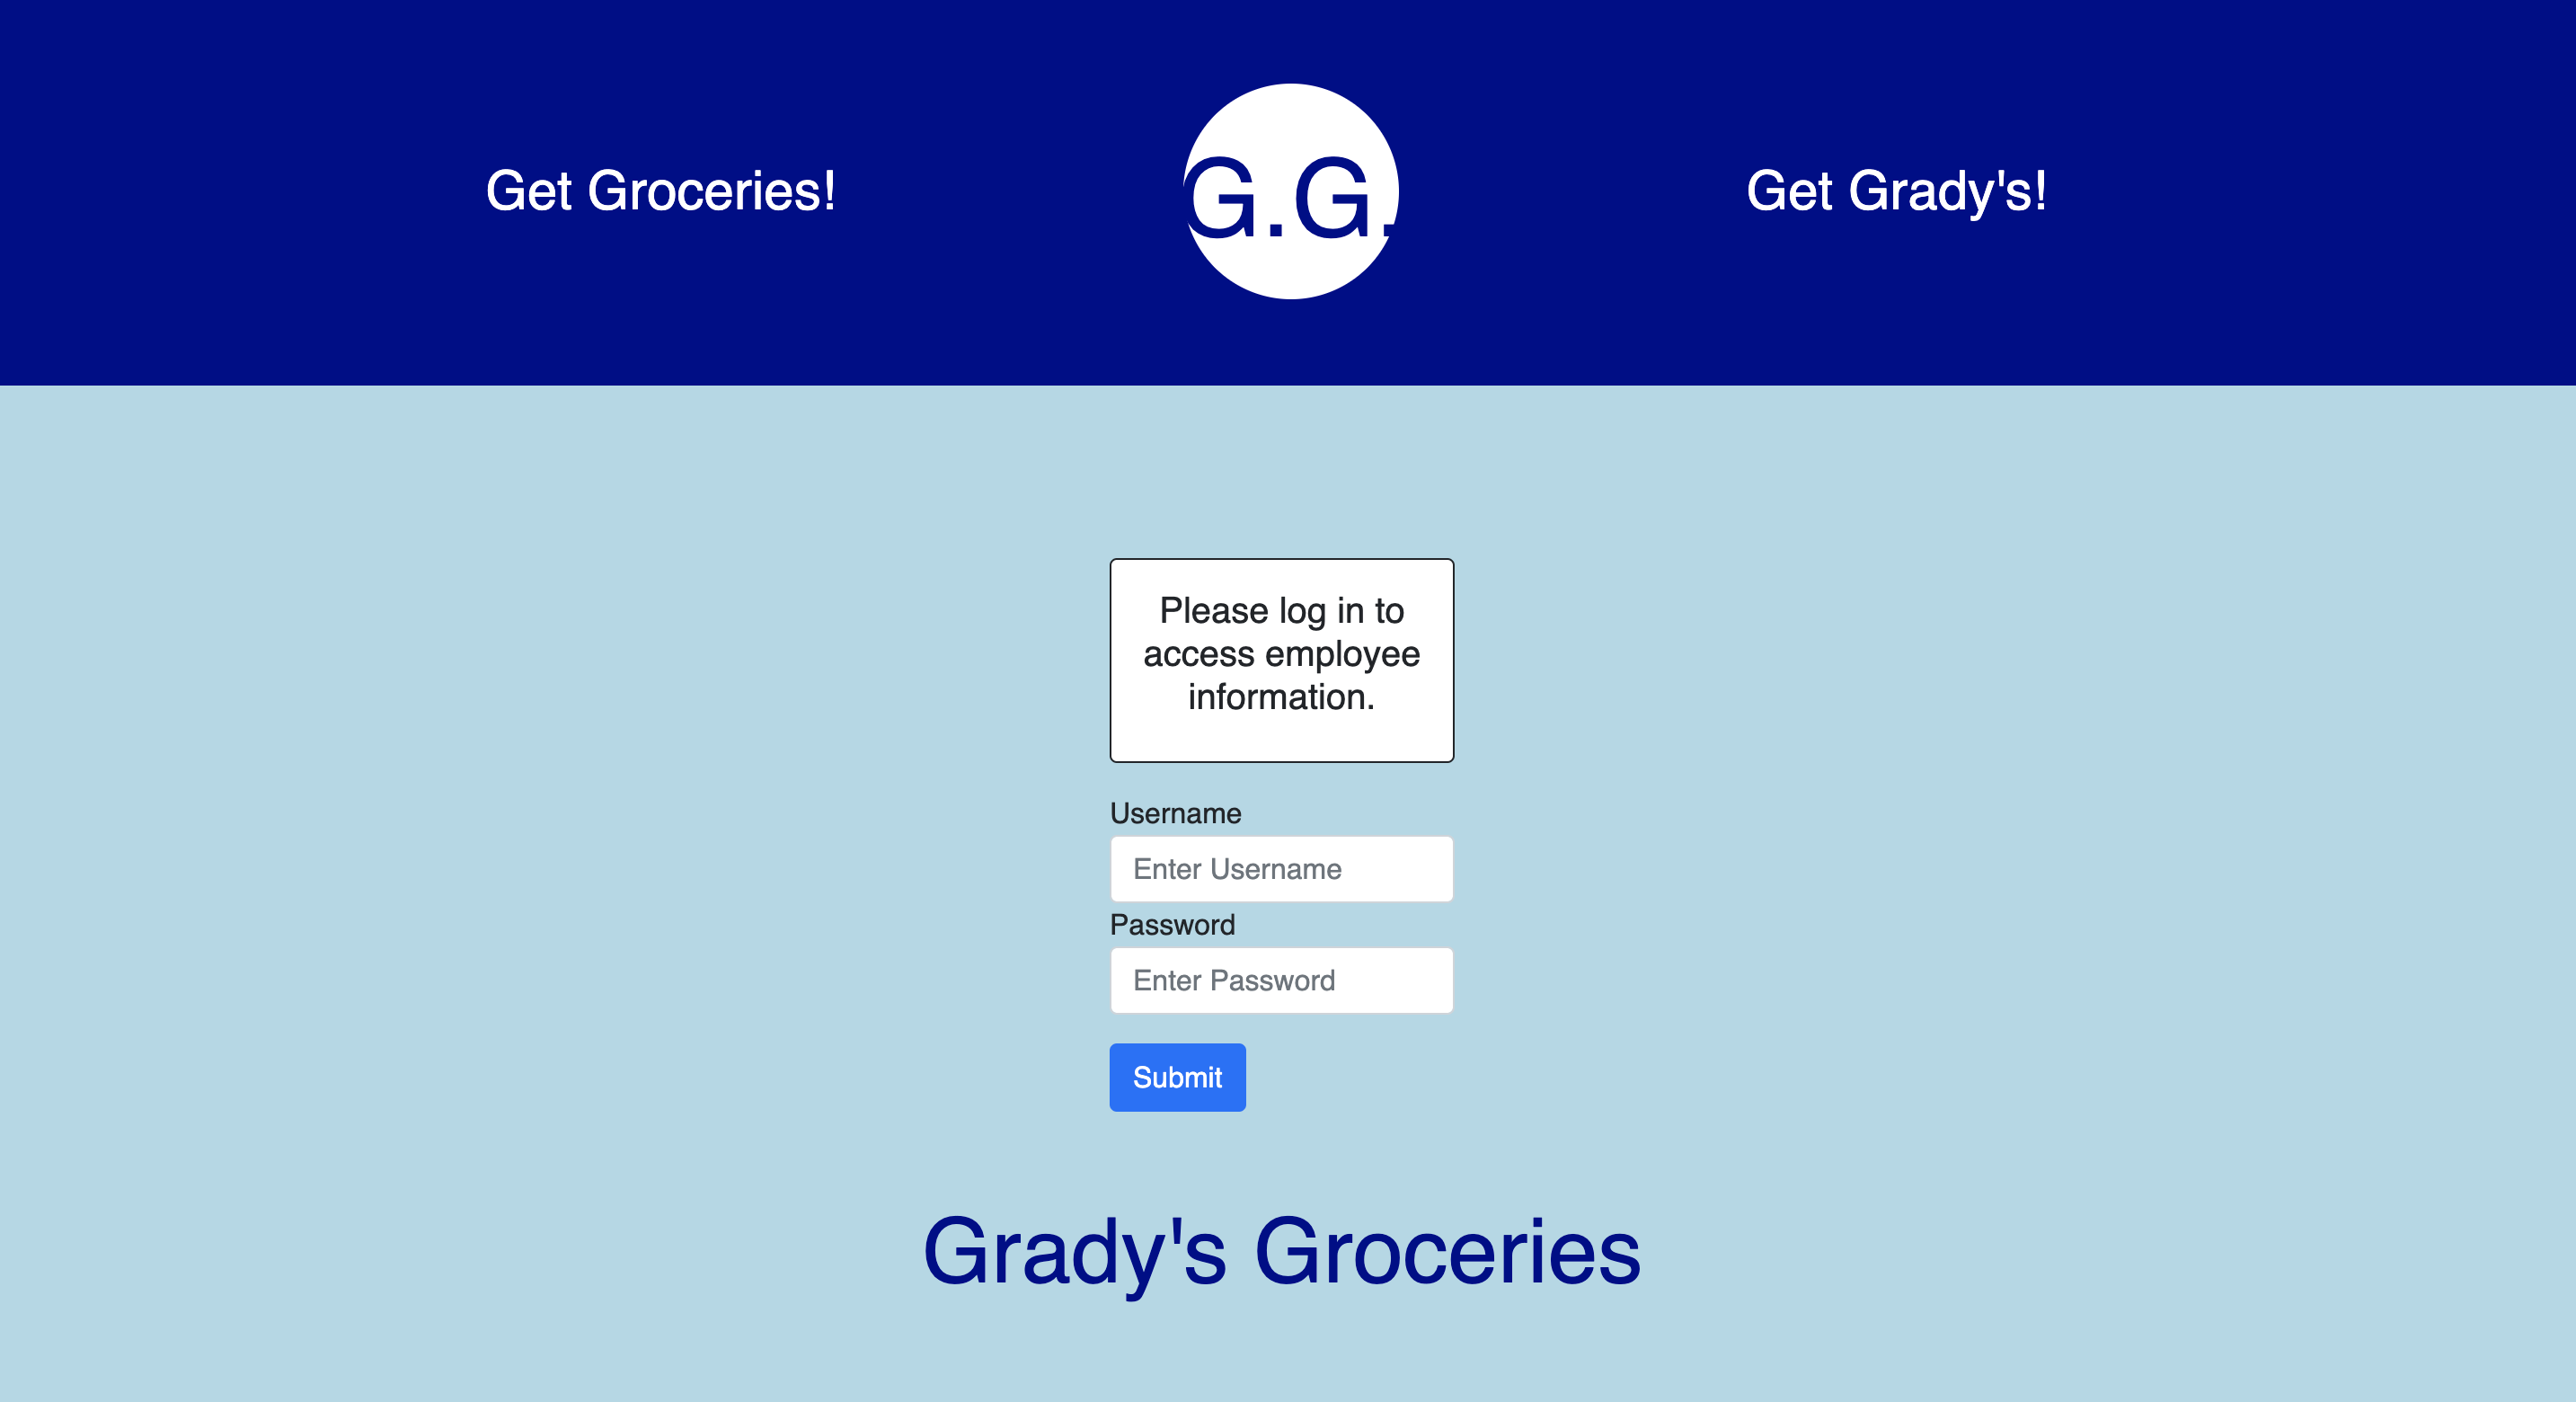 Get Groceries!
G.G.
Get Grady's!
Please log in to
access employee
information.
Username
Enter Username
Password
Enter Password
Submit
Grady's Groceries